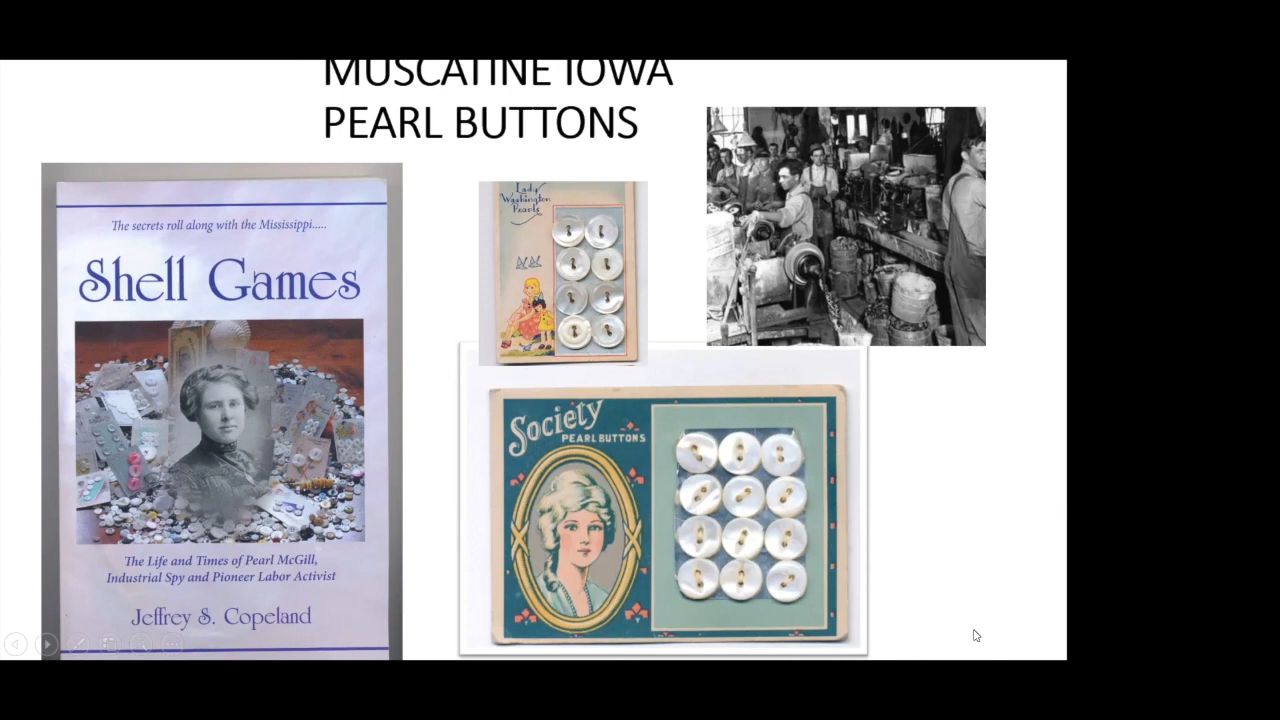 MUSCATINE IOWA
PEARL BUTTONS
The secrets roll along with the Mississippi.....
Shell Games
The Life and Times of Pearl McGill,
Industrial Spy and Pioneer Labor Activist
Jeffrey S. Copeland
Lady
Washington
Pearls
Society
PEARL BUTTONS